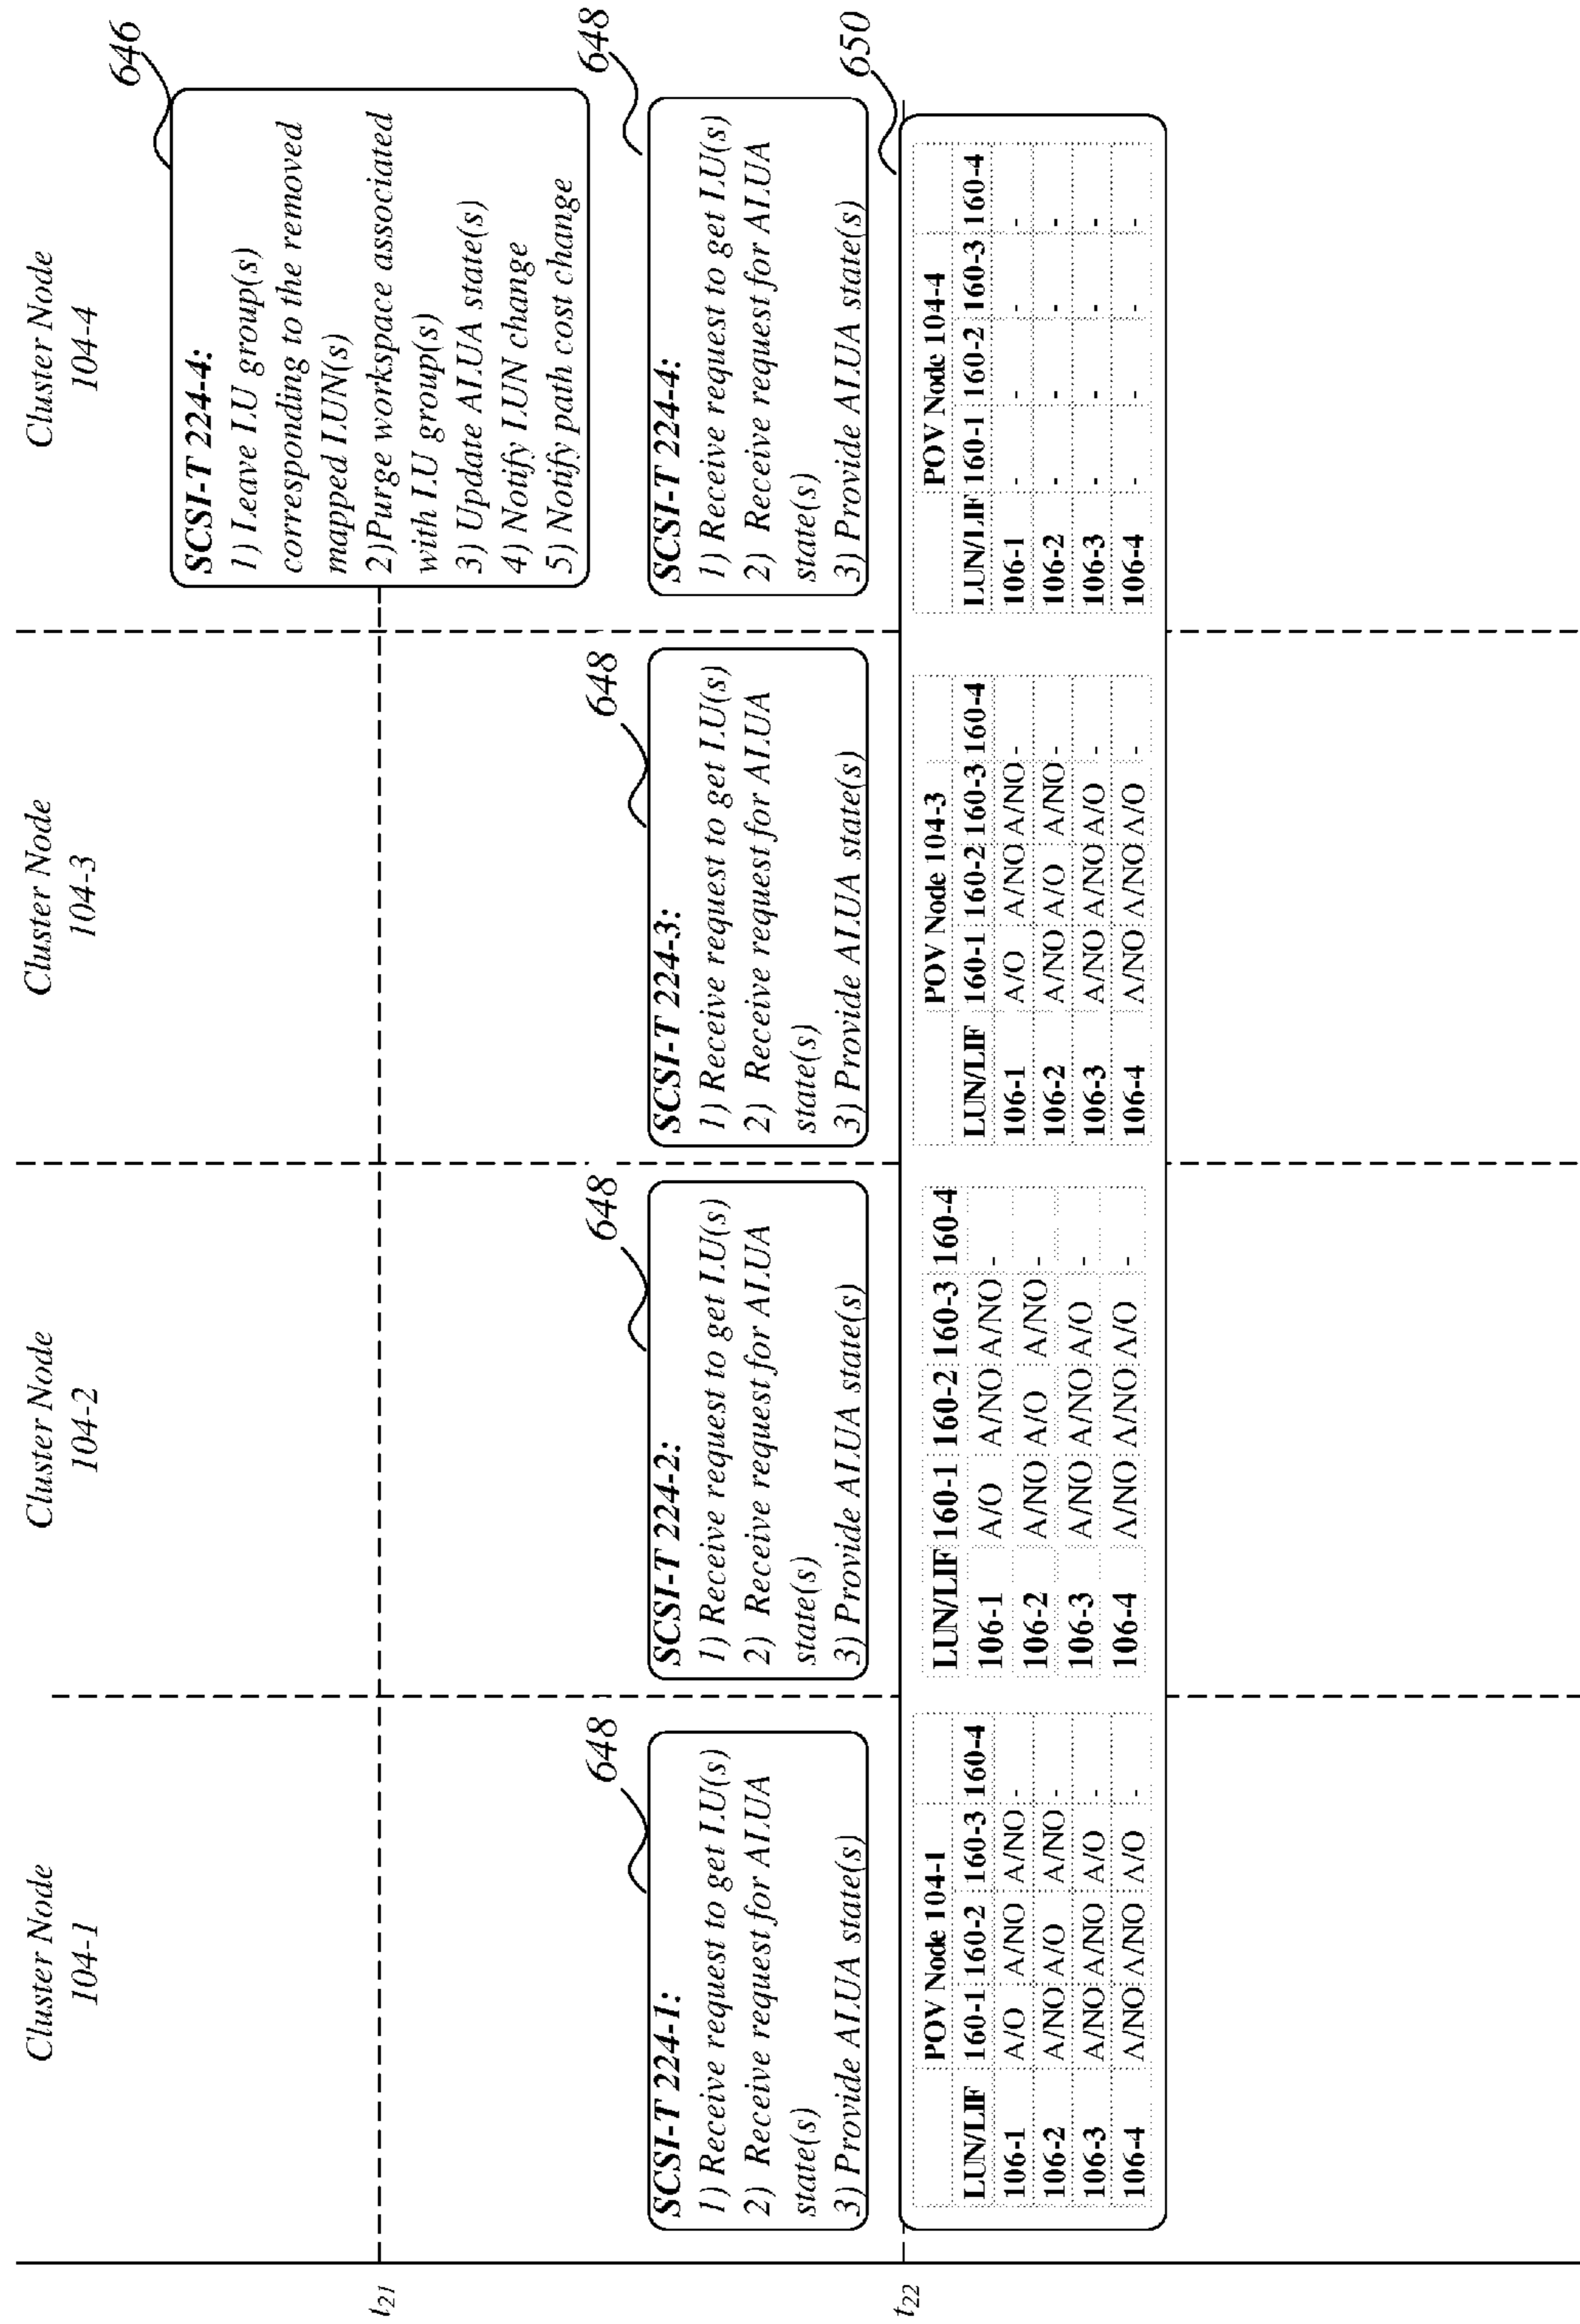 Cluster Node
104-1
Cluster Node
104-2
Cluster Node
104-3
Cluster Node
104-4
t21
646
SCSI-T 224-4:
1) Leave LU group(s)
corresponding to the removed
mapped LUN(s)
2)Purge workspace associated
with LU group(s)
3) Update ALUA state(s)
4) Notify LUN change
5) Notify path cost change
648
SCSI-T 224-1:
1) Receive request to get LU(s)
2) Receive request for ALUA
state(s)
3) Provide ALUA state(s)
648
SCSI-T 224-2:
1) Receive request to get LU(s)
2) Receive request for ALUA
state(s)
3) Provide ALUA state(s)
648
SCSI-T 224-3:
1) Receive request to get LU(s)
2) Receive request for ALUA
state(s)
3) Provide ALUA state(s)
648
SCSI-T 224-4:
1) Receive request to get LU(s)
2) Receive request for ALUA
state(s)
3) Provide ALUA state(s)
t22
650
POV Node 104-1
LUN/LIF 160-1 160-2 160-3 160-4
106-1 A/O A/NO A/NO -
106-2 A/NO A/O A/NO -
106-3 A/NO A/NO A/O -
106-4 A/NO A/NO A/O -
LUN/LIF 160-1 160-2 160-3 160-4
106-1 A/O A/NO A/NO -
106-2 A/NO A/O A/NO -
106-3 A/NO A/NO A/O -
106-4 A/NO A/NO A/O -
POV Node 104-3
LUN/LIF 160-1 160-2 160-3 160-4
106-1 A/O A/NO A/NO -
106-2 A/NO A/O A/NO -
106-3 A/NO A/NO A/O -
106-4 A/NO A/NO A/O -
POV Node 104-4
LUN/LIF 160-1 160-2 160-3 160-4
106-1 - - - -
106-2 - - - -
106-3 - - - -
106-4 - - - -